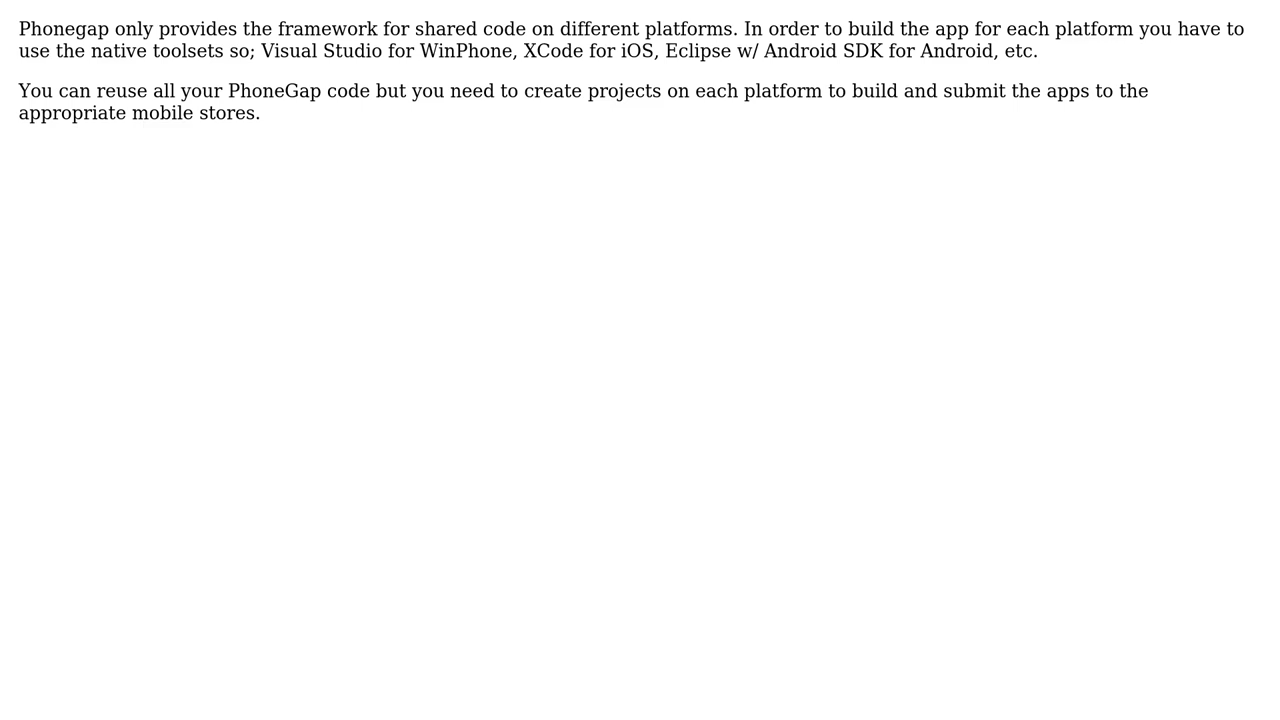 Phonegap only provides the framework for shared code on different platforms. In order to build the app for each platform you have to
use the native toolsets so; Visual Studio for WinPhone, XCode for iOS, Eclipse w/ Android SDK for Android, etc.
You can reuse all your PhoneGap code but you need to create projects on each platform to build and submit the apps to the
appropriate mobile stores.